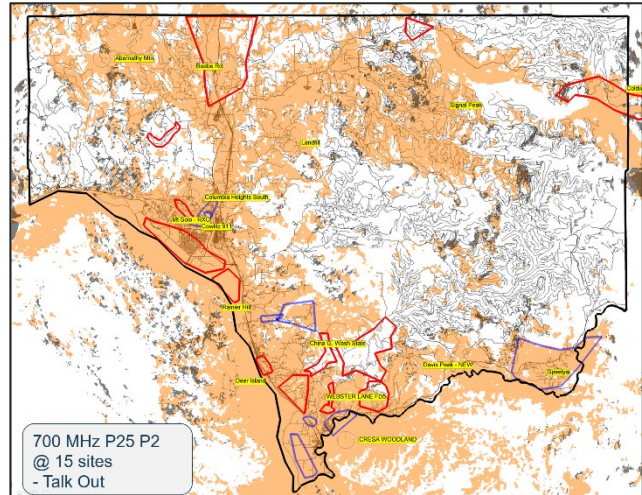 Abernathy Mtn
Beebe Rd
Signal Peak
Landfill
Columbia Heights South
Mt Solo - RXO
Cowlitz 911
Rainier Hill
China G. Wash State
Davis Peak - NEW
Speelyai
Deer Island
WEBSTER LANE FD5
CRESA WOODLAND
700 MHz P25 P2
@ 15 sites
- Talk Out